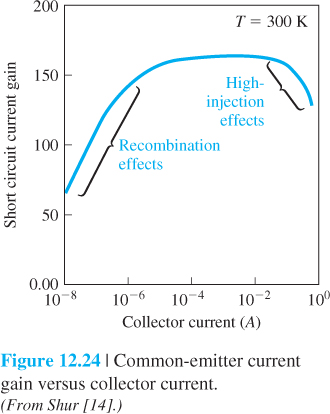 T = 300 K
200
150
100
50
0.00
Short circuit current gain
High-
injection
effects
Recombination
effects
10⁻⁸
10⁻⁶
10⁻⁴
10⁻²
10⁰
Collector current (A)
Figure 12.24 | Common-emitter current
gain versus collector current.
(From Shur [14].)